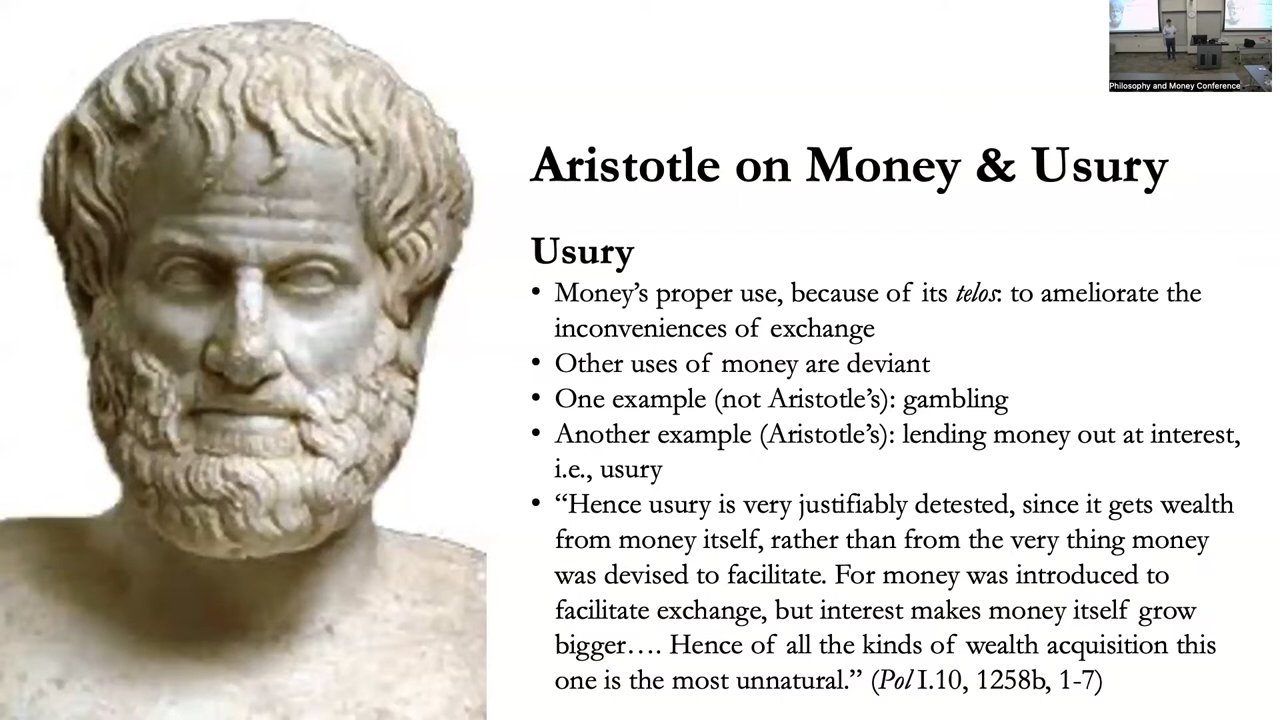 Philosophy and Money Conference
Aristotle on Money & Usury
Usury
• Money’s proper use, because of its telos: to ameliorate the
inconveniences of exchange
• Other uses of money are deviant
• One example (not Aristotle’s): gambling
• Another example (Aristotle’s): lending money out at interest,
i.e., usury
• “Hence usury is very justifiably detested, since it gets wealth
from money itself, rather than from the very thing money
was devised to facilitate. For money was introduced to
facilitate exchange, but interest makes money itself grow
bigger…. Hence of all the kinds of wealth acquisition this
one is the most unnatural.” (Pol I.10, 1258b, 1-7)